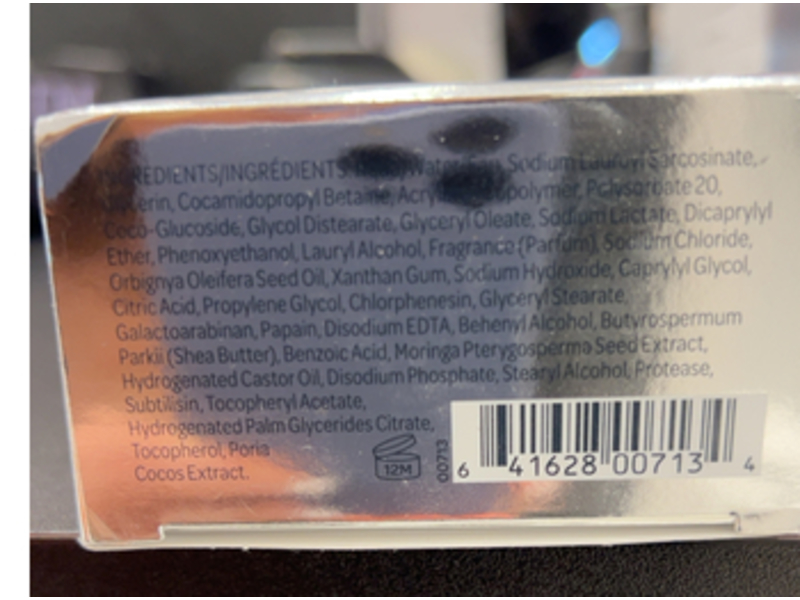 INGREDIENTS/INGRÉDIENTS: Water/Eau, Sodium Lauroyl Sarcosinate,
Glycerin, Cocamidopropyl Betaine, Polysorbate 20,
Coco-Glucoside, Glycol Distearate, Glyceryl Oleate, Sodium Lactate, Dicaprylyl
Ether, Phenoxyethanol, Lauryl Alcohol, Fragrance (Parfum), Sodium Chloride,
Orbignya Oleifera Seed Oil, Xanthan Gum, Sodium Hydroxide, Caprylyl Glycol,
Citric Acid, Propylene Glycol, Chlorphenesin, Glyceryl Stearate,
Galactoarabinan, Papain, Disodium EDTA, Behenyl Alcohol, Butyrospermum
Parkii (Shea Butter), Benzoic Acid, Moringa Pterygosperma Seed Extract,
Hydrogenated Castor Oil, Disodium Phosphate, Stearyl Alcohol, Protease,
Subtilisin, Tocopheryl Acetate,
Hydrogenated Palm Glycerides Citrate,
Tocopherol, Poria
Cocos Extract.
12M
00713
6 41628 00713 4